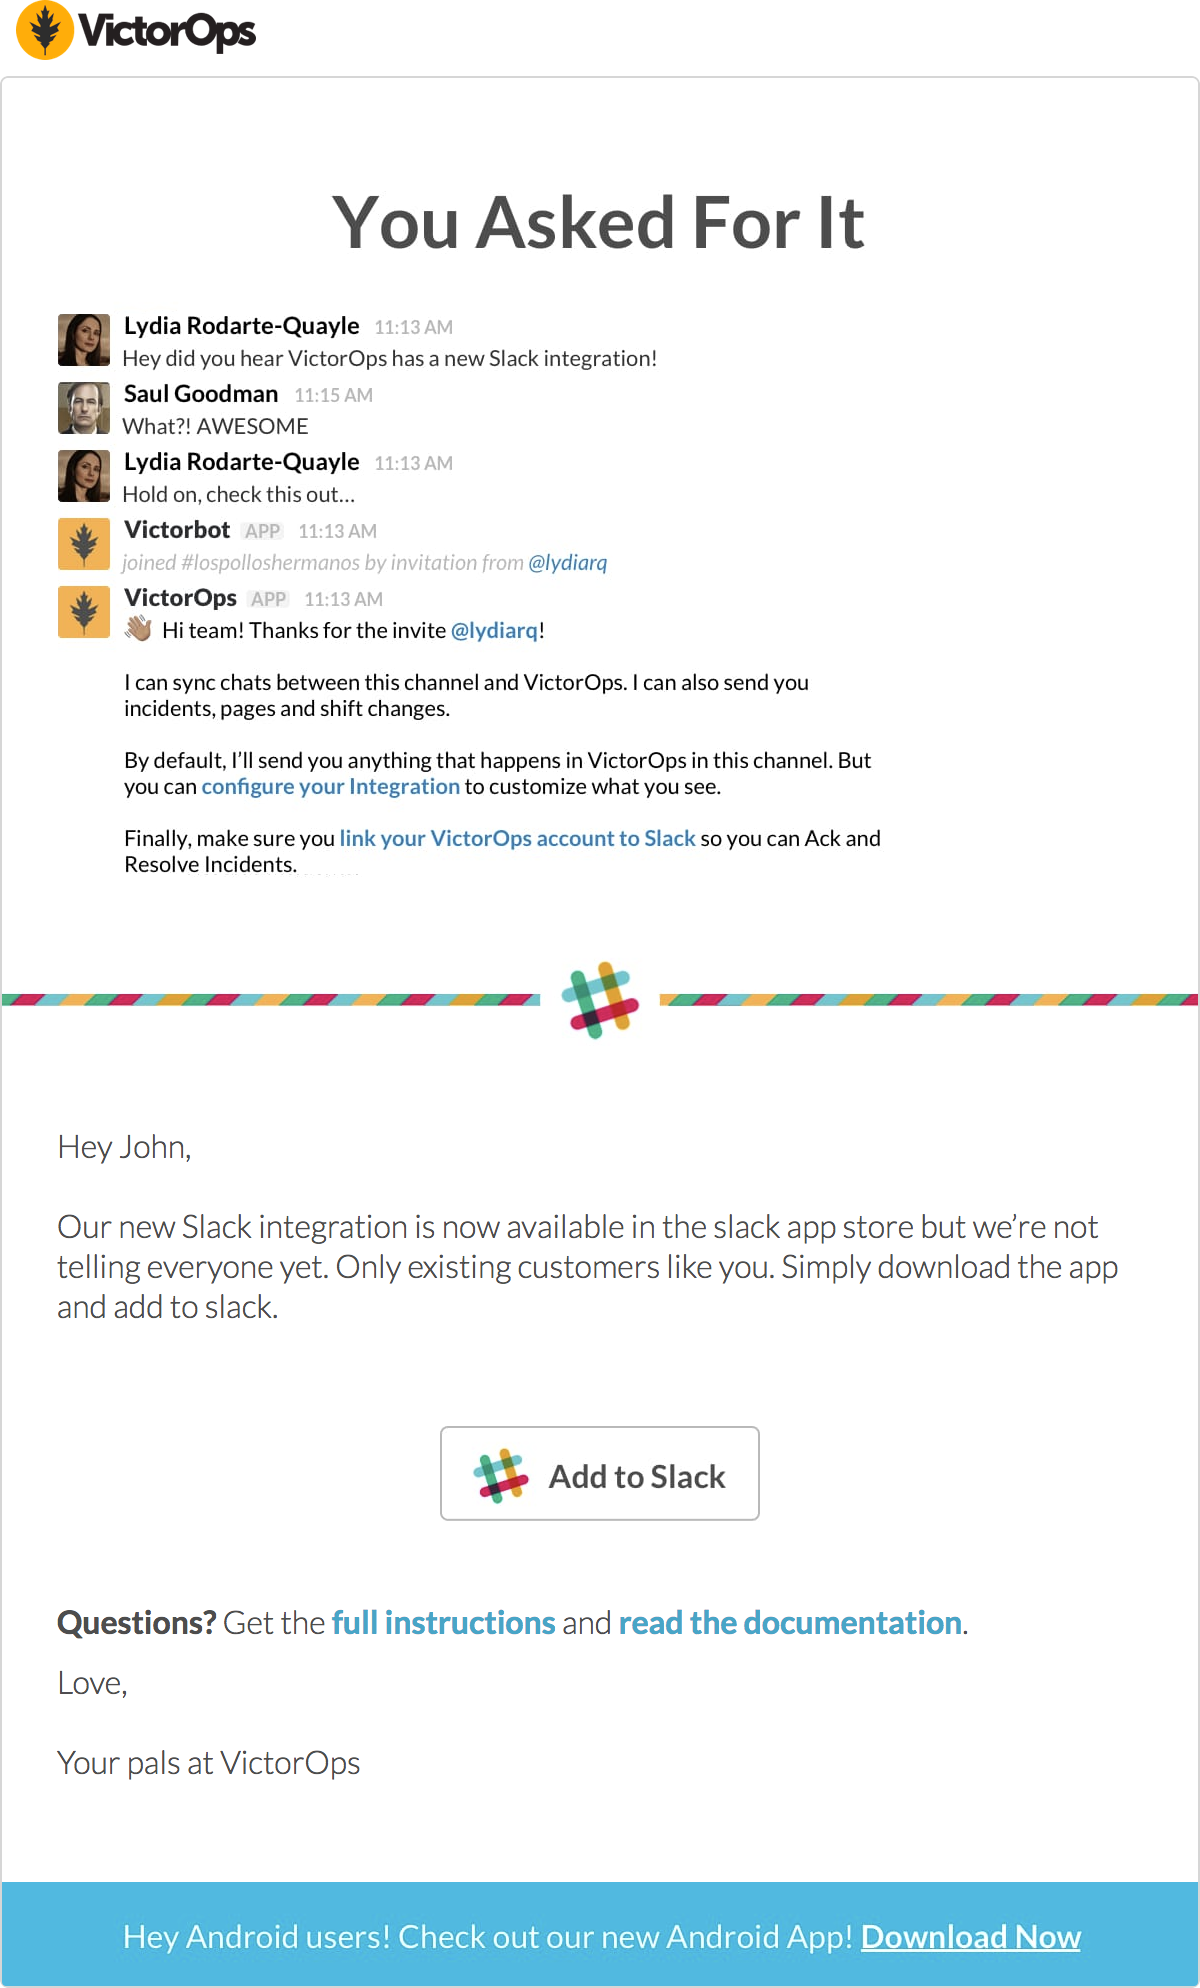 VictorOps
You Asked For It
Lydia Rodarte-Quayle 11:13 AM
Hey did you hear VictorOps has a new Slack integration!
Saul Goodman 11:15 AM
What?! AWESOME
Lydia Rodarte-Quayle 11:13 AM
Hold on, check this out...
Victorbot APP 11:13 AM
joined #lospolloshermanos by invitation from @lydiarq
VictorOps APP 11:13 AM
👋🏽 Hi team! Thanks for the invite @lydiarq!
I can sync chats between this channel and VictorOps. I can also send you
incidents, pages and shift changes.
By default, I’ll send you anything that happens in VictorOps in this channel. But
you can configure your Integration to customize what you see.
Finally, make sure you link your VictorOps account to Slack so you can Ack and
Resolve Incidents.
Hey John,
Our new Slack integration is now available in the slack app store but we’re not
telling everyone yet. Only existing customers like you. Simply download the app
and add to slack.
Add to Slack
Questions? Get the full instructions and read the documentation.
Love,
Your pals at VictorOps
Hey Android users! Check out our new Android App! Download Now